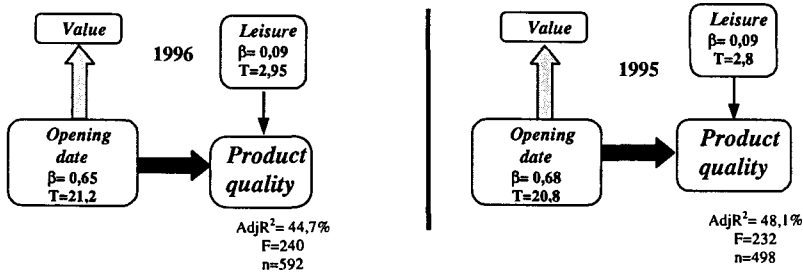 Value
1996
Leisure
β= 0,09
T=2,95
Opening
date
β= 0,65
T=21,2
Product
quality
AdjR²= 44,7%
F=240
n=592
Value
1995
Leisure
β= 0,09
T=2,8
Opening
date
β= 0,68
T=20,8
Product
quality
AdjR²= 48,1%
F=232
n=498